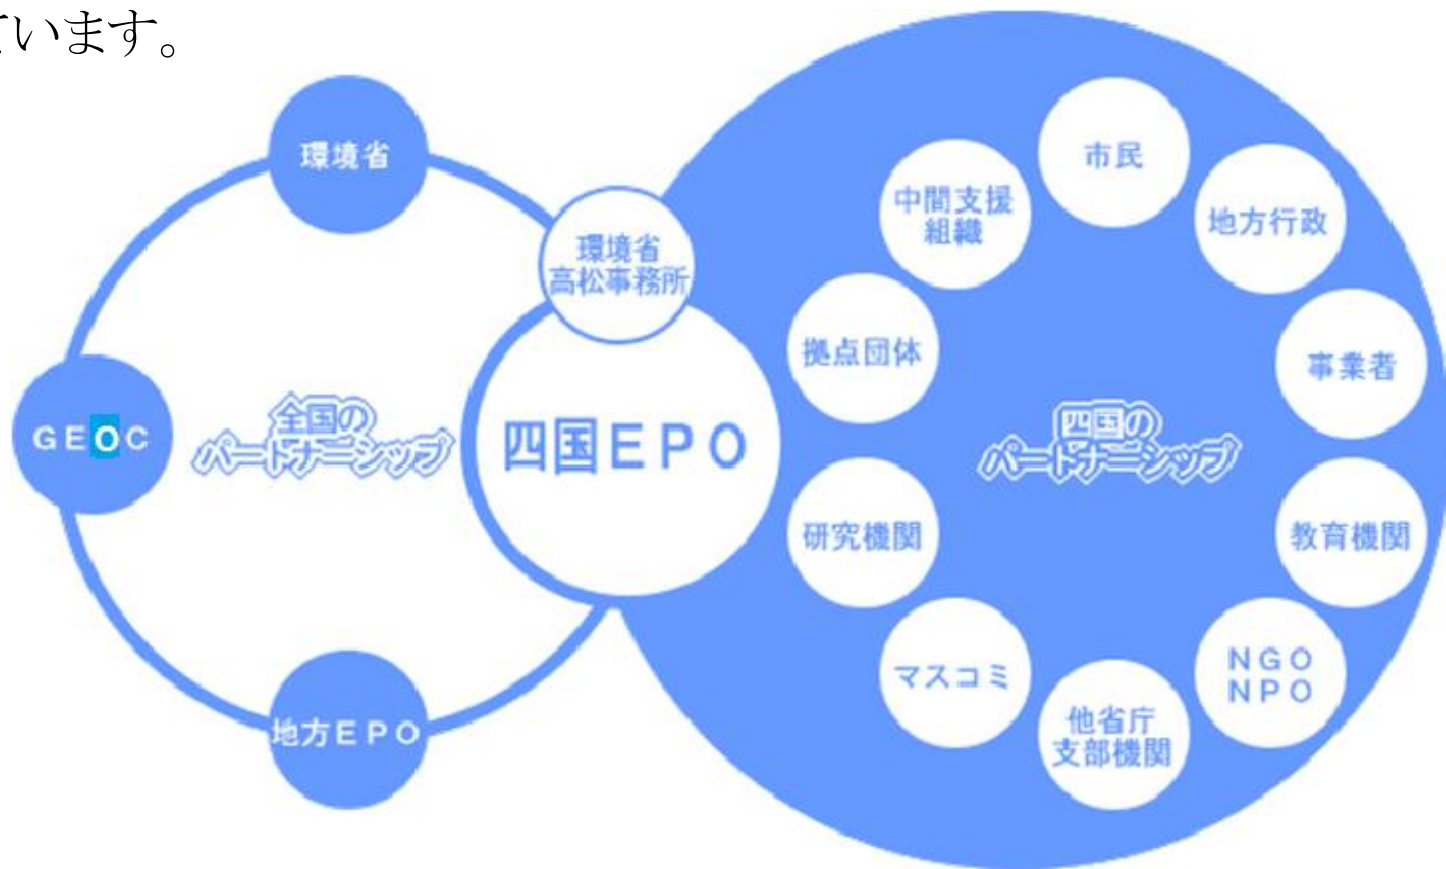 ています。
環境省
環境省
高松事務所
GEOC
全国の
パートナーシップ
地方EPO
四国EPO
市民
中間支援
組織
地方行政
拠点団体
事業者
四国の
パートナーシップ
研究機関
教育機関
マスコミ
NGO
NPO
他省庁
支部機関